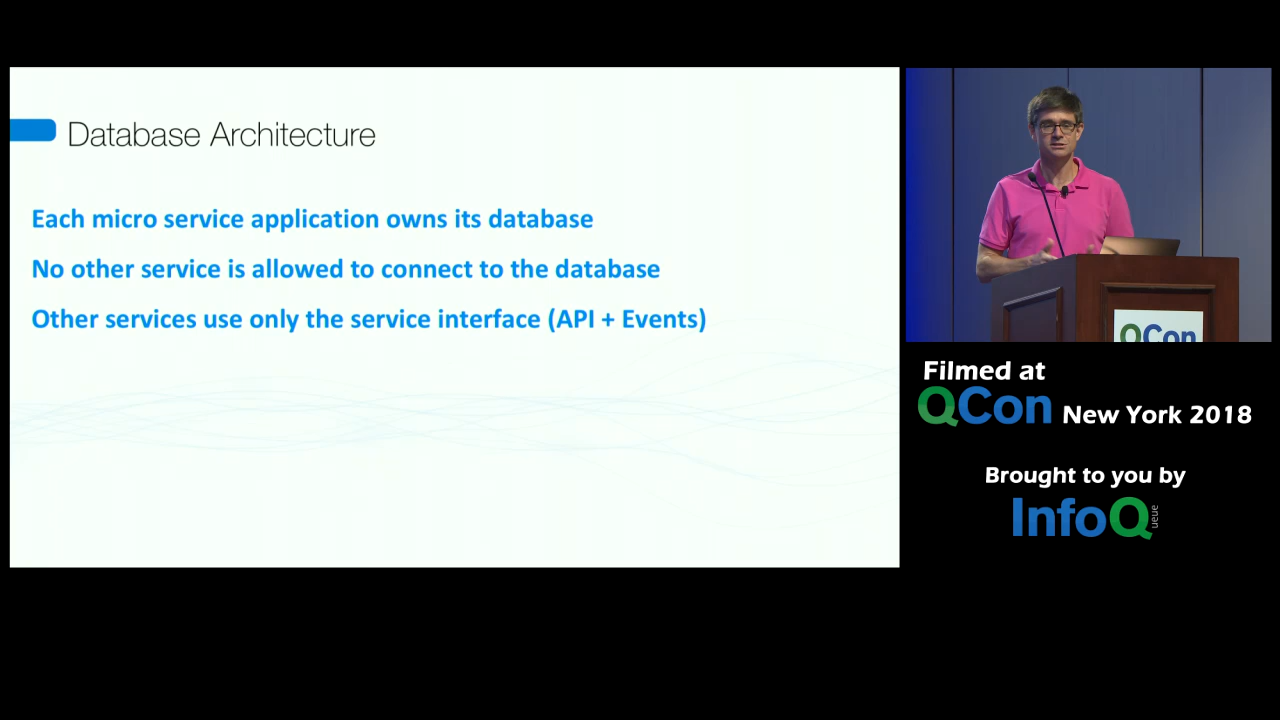 Database Architecture
Each micro service application owns its database
No other service is allowed to connect to the database
Other services use only the service interface (API + Events)
QCon
Filmed at
QCon New York 2018
Brought to you by
InfoQ
ueue